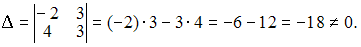 Δ = |−2 3; 4 3| = (−2)·3 − 3·4 = −6 − 12 = −18 ≠ 0.